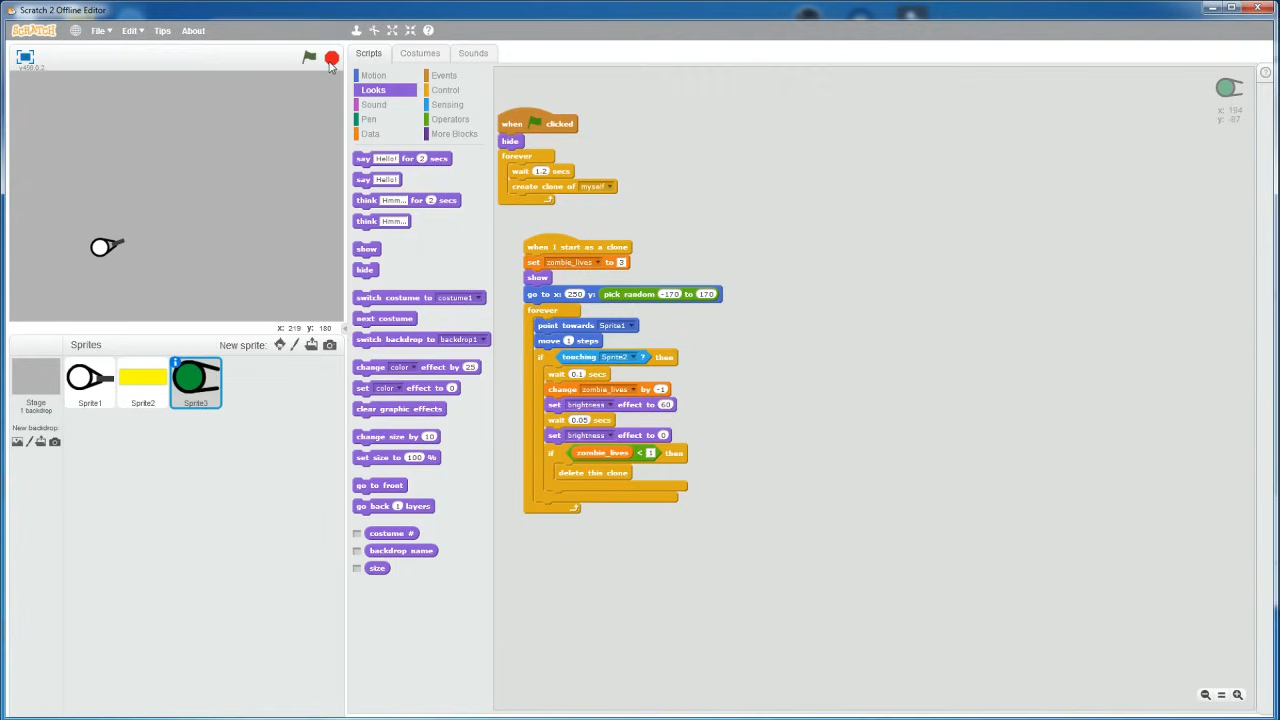 Scratch 2 Offline Editor
SCRATCH File Edit Tips About
v458.0.2
Scripts Costumes Sounds
Motion Events
Looks Control
Sound Sensing
Pen Operators
Data More Blocks
say Hello! for 2 secs
say Hello!
think Hmm... for 2 secs
think Hmm...
show
hide
switch costume to costume1
next costume
switch backdrop to backdrop1
change color effect by 25
set color effect to 0
clear graphic effects
change size by 10
set size to 100 %
go to front
go back 1 layers
costume #
backdrop name
size
when clicked
hide
forever
wait 1.2 secs
create clone of myself
when I start as a clone
set zombie_lives to 3
show
go to x: 250 y: pick random -170 to 170
forever
point towards Sprite1
move 1 steps
if touching Sprite2 ? then
wait 0.1 secs
change zombie_lives by -1
set brightness effect to 60
wait 0.05 secs
set brightness effect to 0
if zombie_lives < 1 then
delete this clone
x: 194
y: -87
x: 219 y: 180
Sprites New sprite:
Stage
1 backdrop
Sprite1 Sprite2 Sprite3
New backdrop: